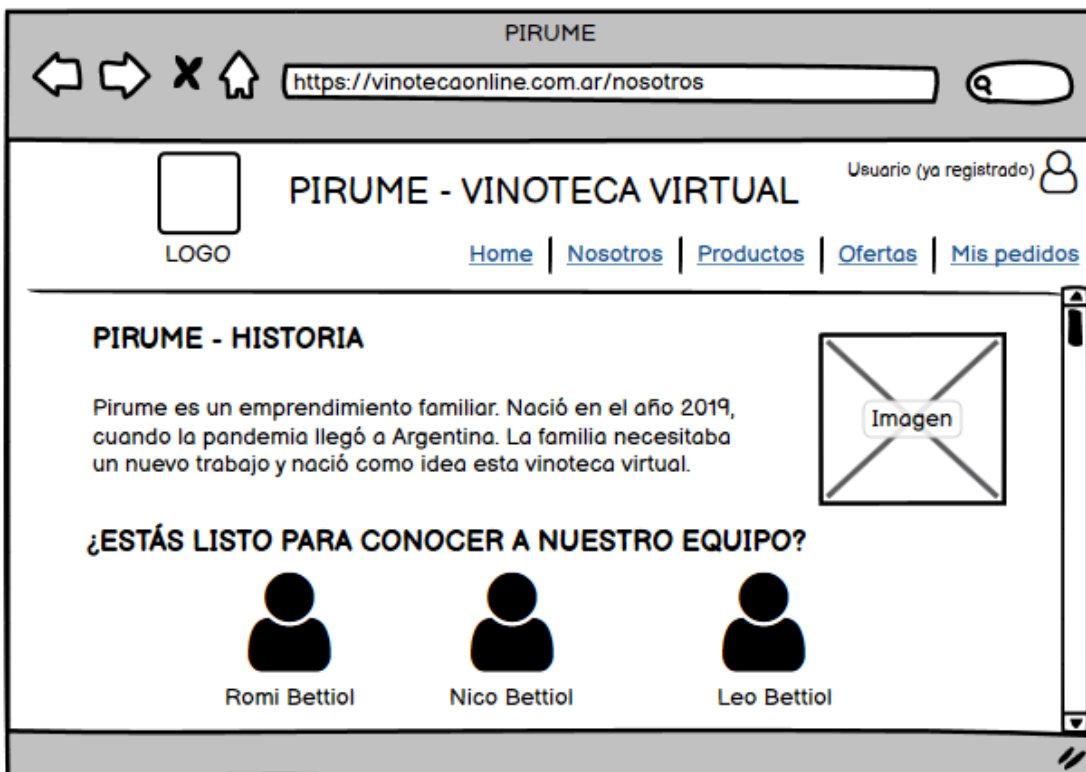 PIRUME
https://vinotecaonline.com.ar/nosotros
Usuario (ya registrado)
PIRUME - VINOTECA VIRTUAL
LOGO
Home Nosotros Productos Ofertas Mis pedidos
PIRUME - HISTORIA
Pirume es un emprendimiento familiar. Nació en el año 2019,
cuando la pandemia llegó a Argentina. La familia necesitaba
un nuevo trabajo y nació como idea esta vinoteca virtual.
Imagen
¿ESTÁS LISTO PARA CONOCER A NUESTRO EQUIPO?
Romi Bettiol Nico Bettiol Leo Bettiol